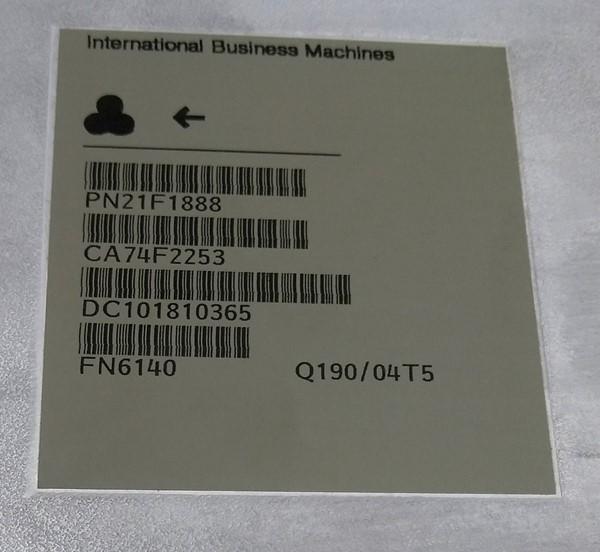 International Business Machines
PN21F1888
CA74F2253
DC101810365
FN6140 Q190/04T5